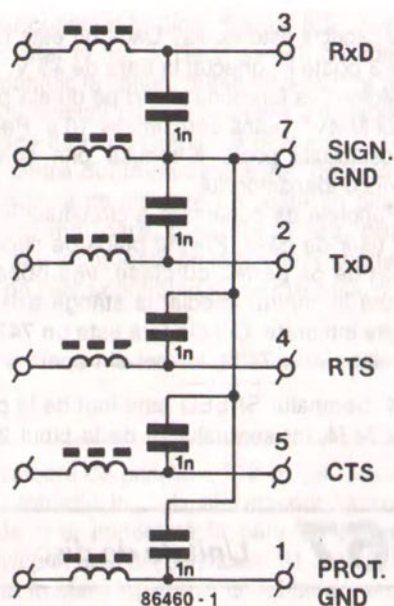 3
RxD
1n
7
SIGN.
GND
1n
2
TxD
1n
4
RTS
1n
5
CTS
1n
1
PROT.
GND
86460 - 1